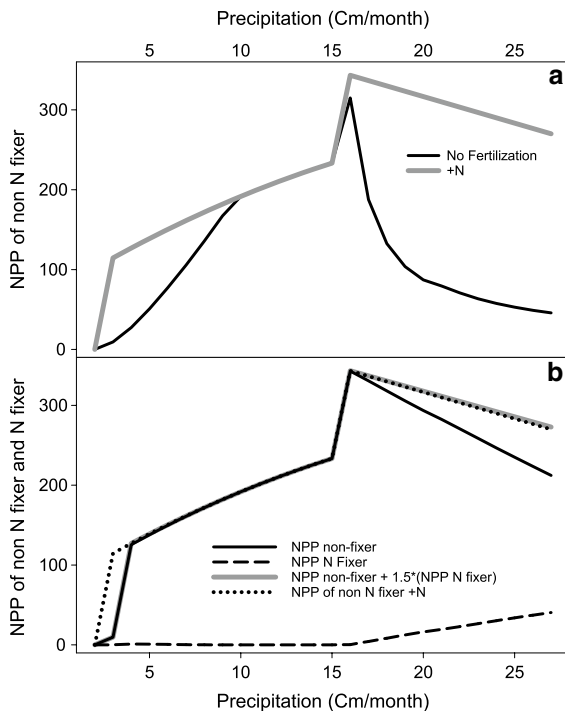 Precipitation (Cm/month)
5 10 15 20 25
a
300
200
100
0
NPP of non N fixer
No Fertilization
+N
b
300
200
100
0
NPP of non N fixer and N fixer
NPP non-fixer
NPP N Fixer
NPP non-fixer + 1.5*(NPP N fixer)
NPP of non N fixer +N
5 10 15 20 25
Precipitation (Cm/month)